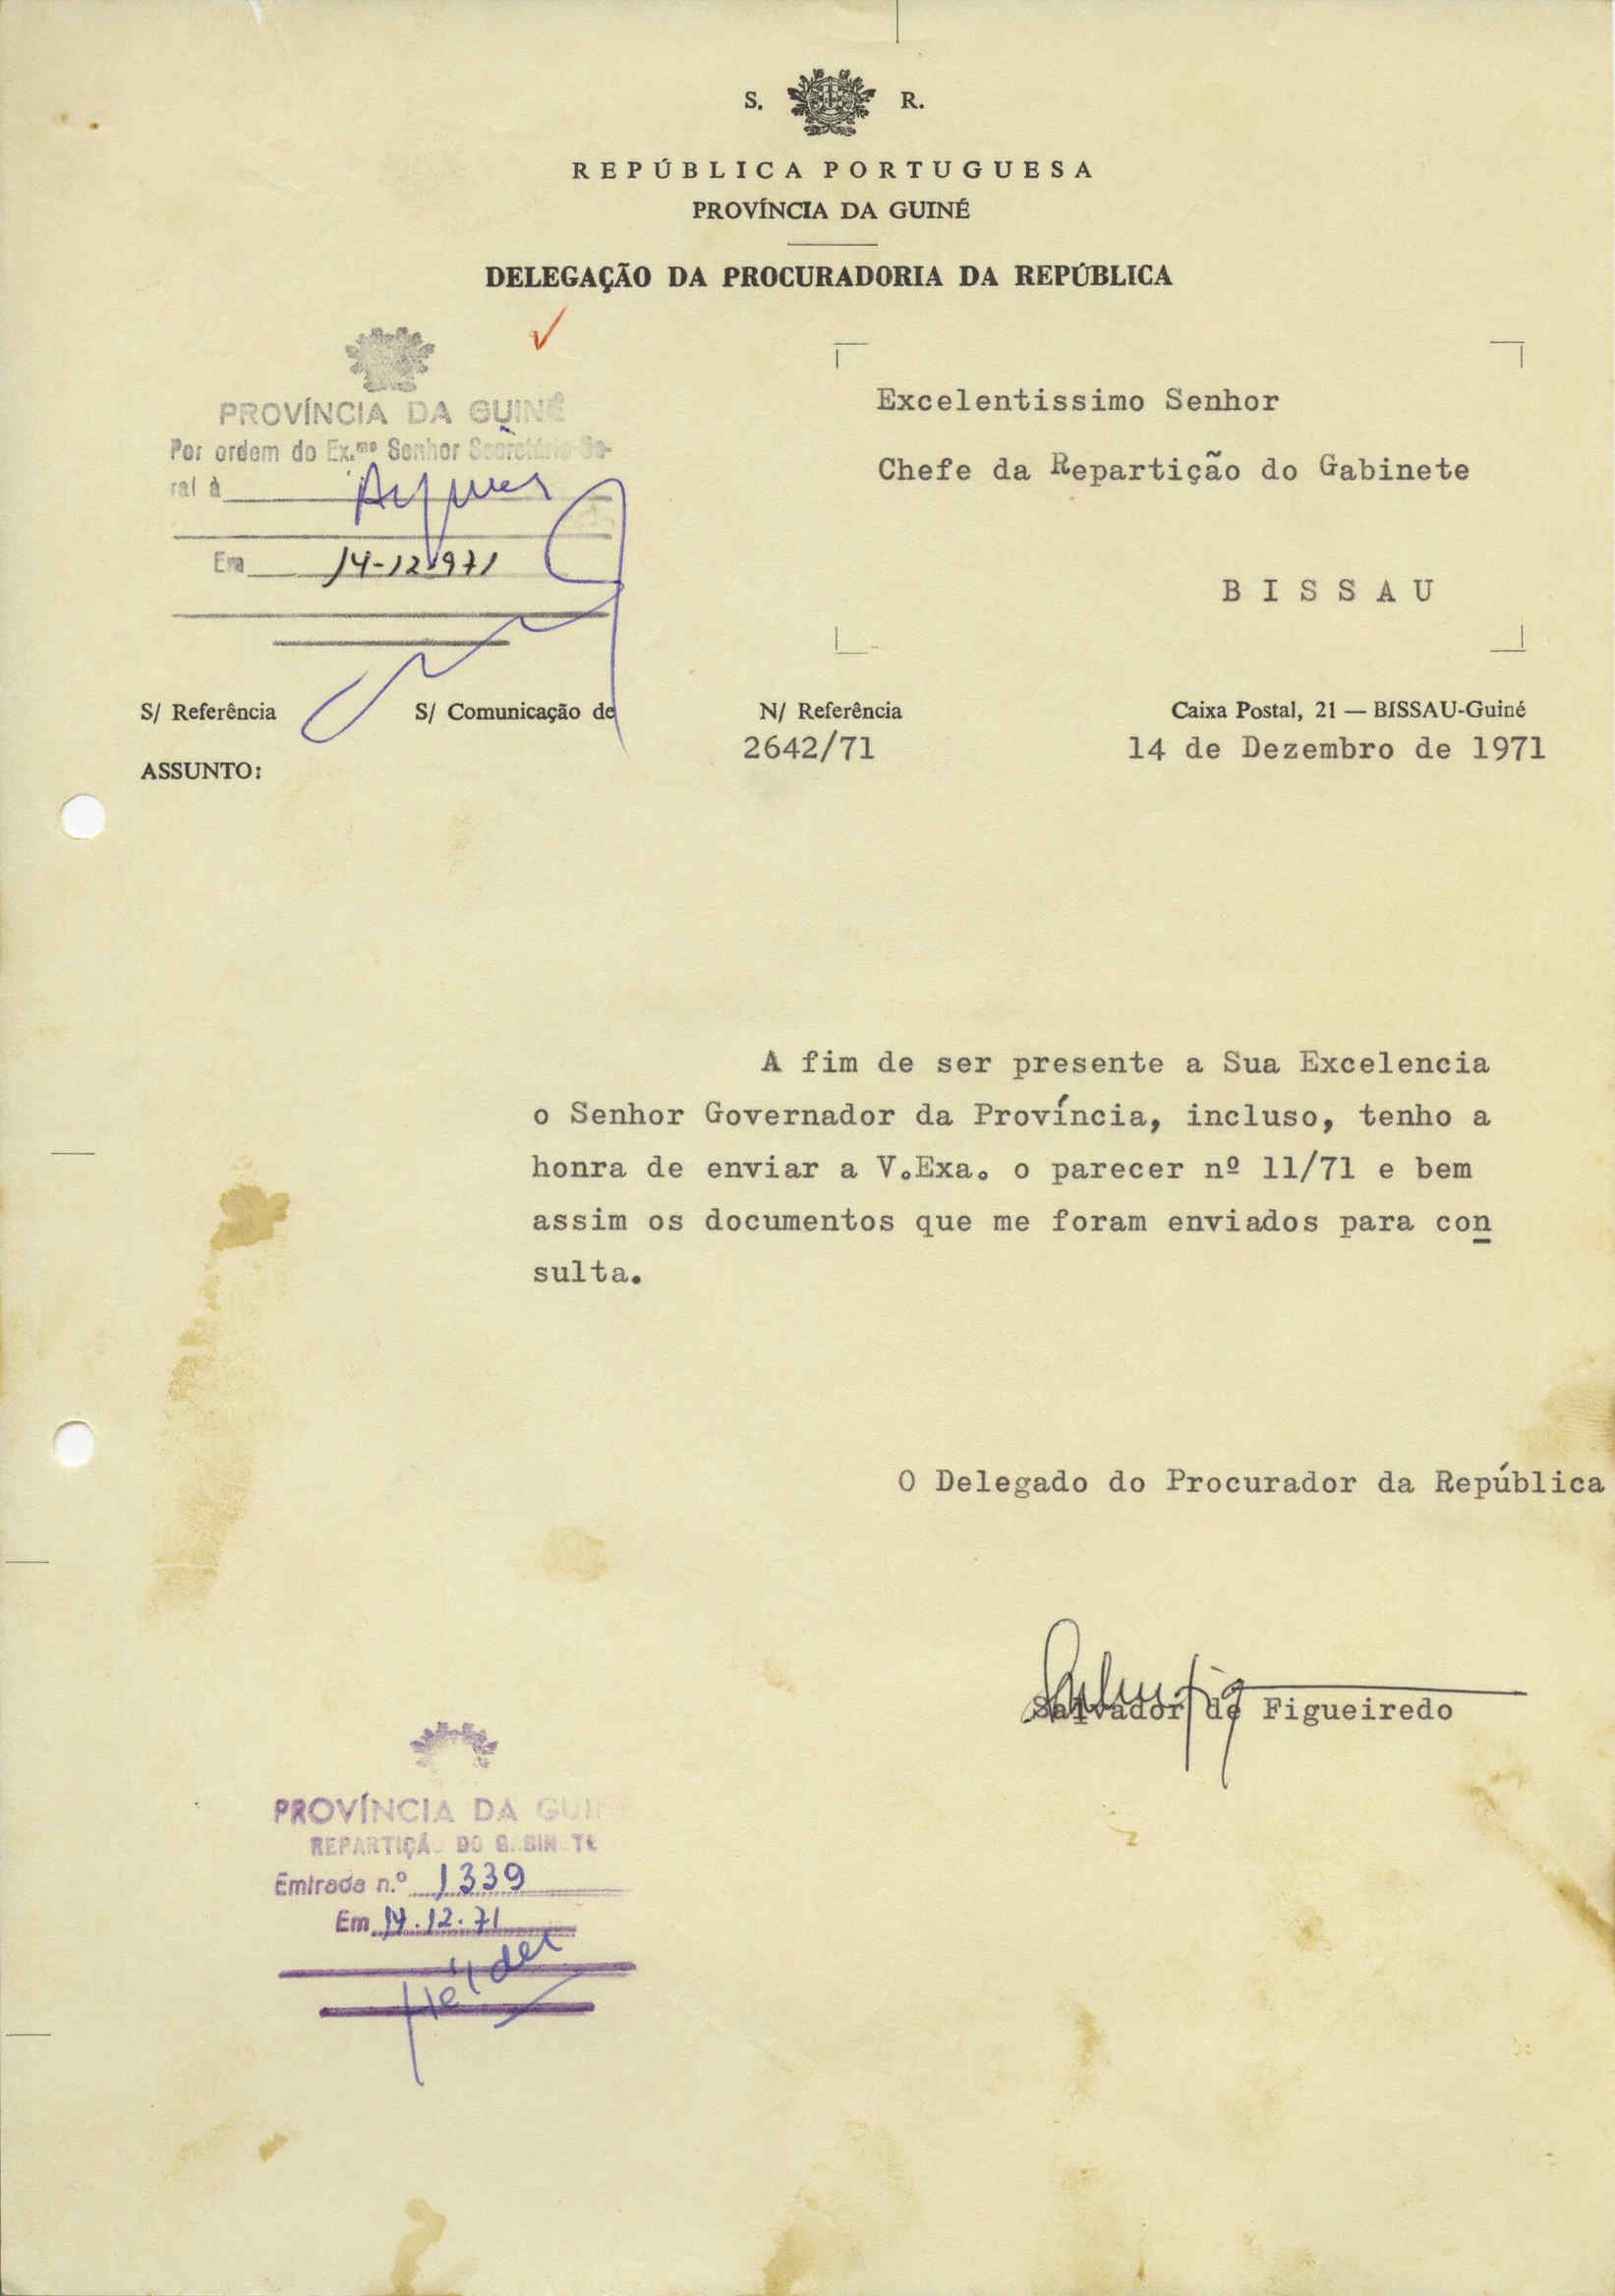 S. R.
REPÚBLICA PORTUGUESA
PROVÍNCIA DA GUINÉ
DELEGAÇÃO DA PROCURADORIA DA REPÚBLICA
PROVÍNCIA DA GUINÉ
Por ordem do Ex.mo Senhor Secretário-Ge-
ral à
Em 14-12-971
Excelentissimo Senhor
Chefe da Repartição do Gabinete
BISSAU
S/ Referência S/ Comunicação de N/ Referência Caixa Postal, 21 — BISSAU-Guiné
2642/71 14 de Dezembro de 1971
ASSUNTO:
A fim de ser presente a Sua Excelencia
o Senhor Governador da Província, incluso, tenho a
honra de enviar a V.Exa. o parecer nº 11/71 e bem
assim os documentos que me foram enviados para con
sulta.
O Delegado do Procurador da República
Salvador de Figueiredo
PROVÍNCIA DA GUINÉ
REPARTIÇÃO DO GABINETE
Entrada n.º 1339
Em 14.12.71